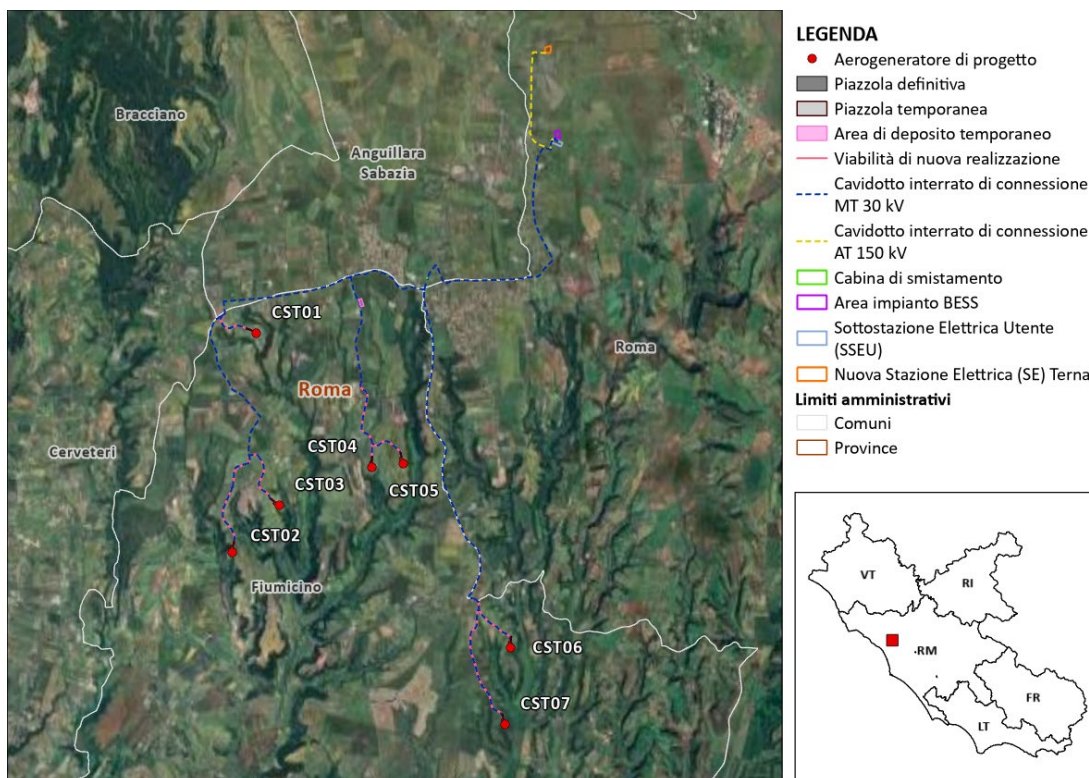 Bracciano
Anguillara
Sabazia
CST01
Roma
Roma
CST04
Cerveteri
CST05
CST03
CST02
Fiumicino
CST06
CST07
LEGENDA
Aerogeneratore di progetto
Piazzola definitiva
Piazzola temporanea
Area di deposito temporaneo
Viabilità di nuova realizzazione
Cavidotto interrato di connessione
MT 30 kV
Cavidotto interrato di connessione
AT 150 kV
Cabina di smistamento
Area impianto BESS
Sottostazione Elettrica Utente
(SSEU)
Nuova Stazione Elettrica (SE) Terna
Limiti amministrativi
Comuni
Province
VT
RI
RM
FR
LT